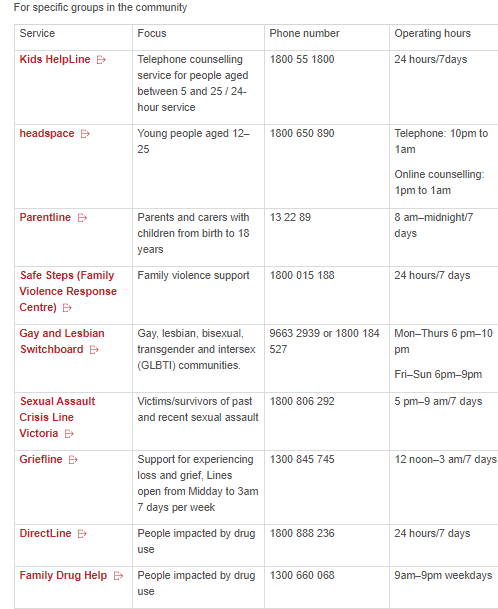 For specific groups in the community
Service Focus Phone number Operating hours
Kids HelpLine Telephone counselling 1800 55 1800 24 hours/7days
service for people aged
between 5 and 25 / 24-
hour service
headspace Young people aged 12– 1800 650 890 Telephone: 10pm to
25 1am
Online counselling:
1pm to 1am
Parentline Parents and carers with 13 22 89 8 am–midnight/7
children from birth to 18 days
years
Safe Steps (Family Family violence support 1800 015 188 24 hours/7 days
Violence Response
Centre)
Gay and Lesbian Gay, lesbian, bisexual, 9663 2939 or 1800 184 Mon–Thurs 6 pm–10
Switchboard transgender and intersex 527 pm
(GLBTI) communities.
Fri–Sun 6pm–9pm
Sexual Assault Victims/survivors of past 1800 806 292 5 pm–9 am/7 days
Crisis Line and recent sexual assault
Victoria
Griefline Support for experiencing 1300 845 745 12 noon–3 am/7 days
loss and grief, Lines
open from Midday to 3am
7 days per week
DirectLine People impacted by drug 1800 888 236 24 hours/7 days
use
Family Drug Help People impacted by drug 1300 660 068 9am–9pm weekdays
use